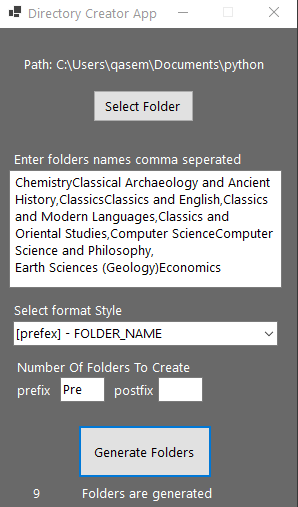 Directory Creator App
Path: C:\Users\qasem\Documents\python
Select Folder
Enter folders names comma seperated
ChemistryClassical Archaeology and Ancient
History,ClassicsClassics and English,Classics
and Modern Languages,Classics and
Oriental Studies,Computer ScienceComputer
Science and Philosophy,
Earth Sciences (Geology)Economics
Select format Style
[prefex] - FOLDER_NAME
Number Of Folders To Create
prefix Pre postfix
Generate Folders
9 Folders are generated